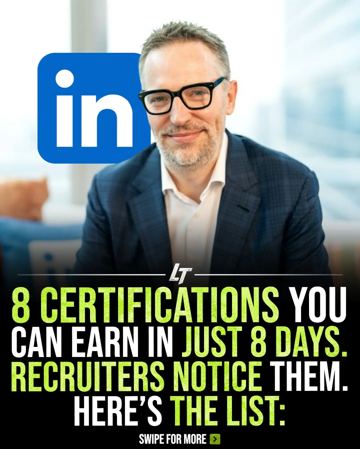 in
LT
8 CERTIFICATIONS YOU
CAN EARN IN JUST 8 DAYS.
RECRUITERS NOTICE THEM.
HERE'S THE LIST:
SWIPE FOR MORE